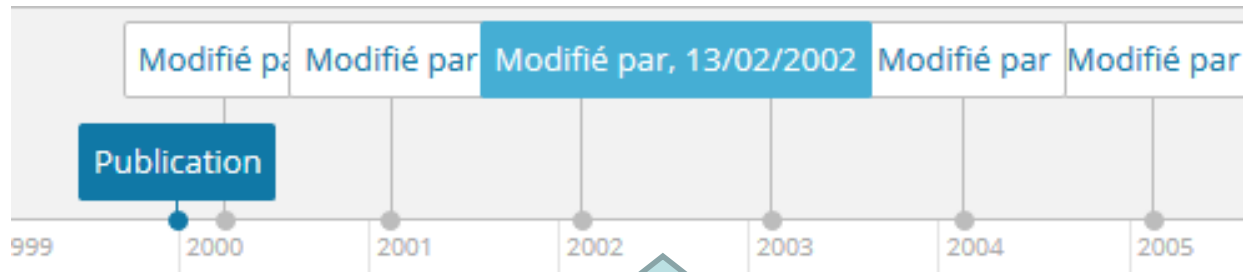 Modifié pa Modifié par Modifié par, 13/02/2002 Modifié par Modifié par
Publication
999 2000 2001 2002 2003 2004 2005